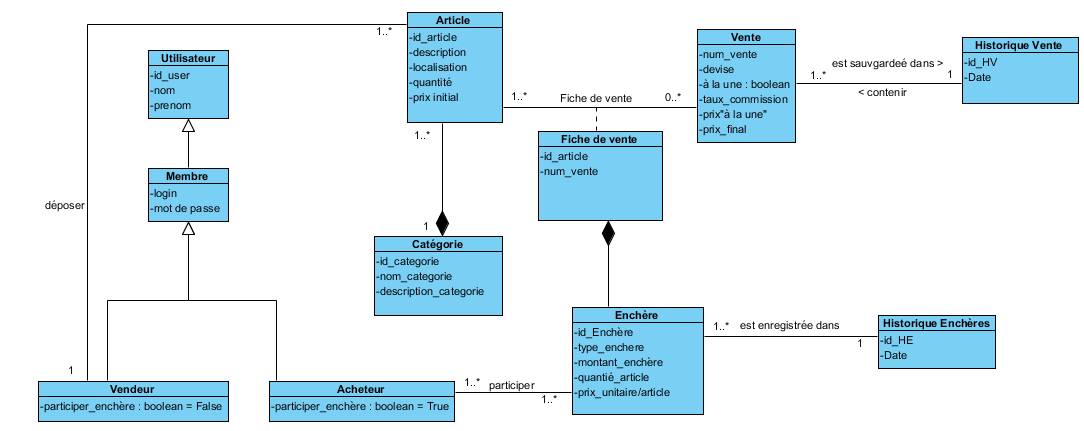 Article
-id_article
-description
-localisation
-quantité
-prix initial
1..*
1..*
1..*
Utilisateur
-id_user
-nom
-prenom
Vente
-num_vente
-devise
-à la une : boolean
-taux_commission
-prix"à la une"
-prix_final
est sauvgardeé dans >
1..*
1
< contenir
Historique Vente
-id_HV
-Date
Fiche de vente
0..*
Fiche de vente
-id_article
-num_vente
Membre
-login
-mot de passe
déposer
1
Catégorie
-id_categorie
-nom_categorie
-description_categorie
Enchère
-id_Enchère
-type_enchere
-montant_enchère
-quantié_article
-prix_unitaire/article
1..*
est enregistrée dans
1
Historique Enchères
-id_HE
-Date
1
Vendeur
-participer_enchère : boolean = False
Acheteur
-participer_enchère : boolean = True
1..*
participer
1..*